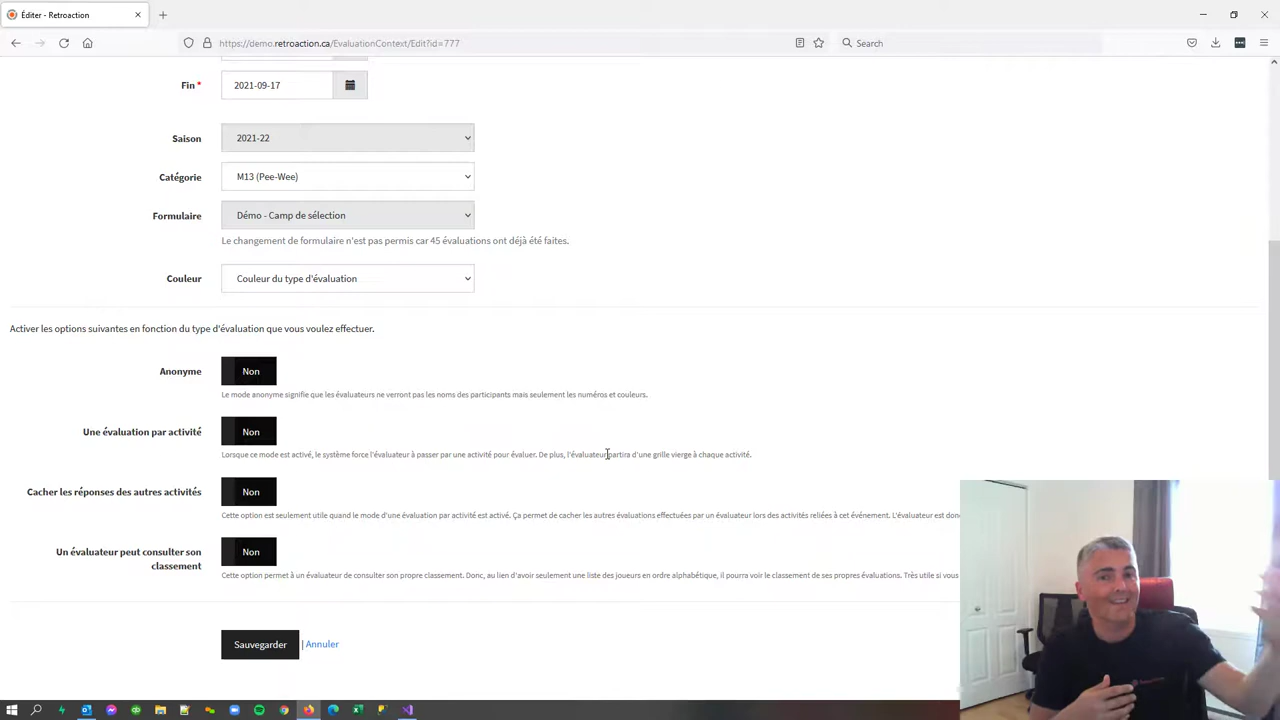 Éditer - Retroaction
https://demo.retroaction.ca/EvaluationContext/Edit?id=777
Search
Fin *
2021-09-17
Saison
2021-22
Catégorie
M13 (Pee-Wee)
Formulaire
Démo - Camp de sélection
Le changement de formulaire n'est pas permis car 45 évaluations ont déjà été faites.
Couleur
Couleur du type d'évaluation
Activer les options suivantes en fonction du type d'évaluation que vous voulez effectuer.
Anonyme
Non
Le mode anonyme signifie que les évaluateurs ne verront pas les noms des participants mais seulement les numéros et couleurs.
Une évaluation par activité
Non
Lorsque ce mode est activé, le système force l'évaluateur à passer par une activité pour évaluer. De plus, l'évaluateur partira d'une grille vierge à chaque activité.
Cacher les réponses des autres activités
Non
Cette option est seulement utile quand le mode d'une évaluation par activité est activé. Ça permet de cacher les autres évaluations effectuées par un évaluateur lors des activités reliées à cet événement. L'évaluateur est donc
Un évaluateur peut consulter son
classement
Non
Cette option permet à un évaluateur de consulter son propre classement. Donc, au lien d'avoir seulement une liste des joueurs en ordre alphabétique, il pourra voir le classement de ses propres évaluations. Très utile si vous
Sauvegarder | Annuler